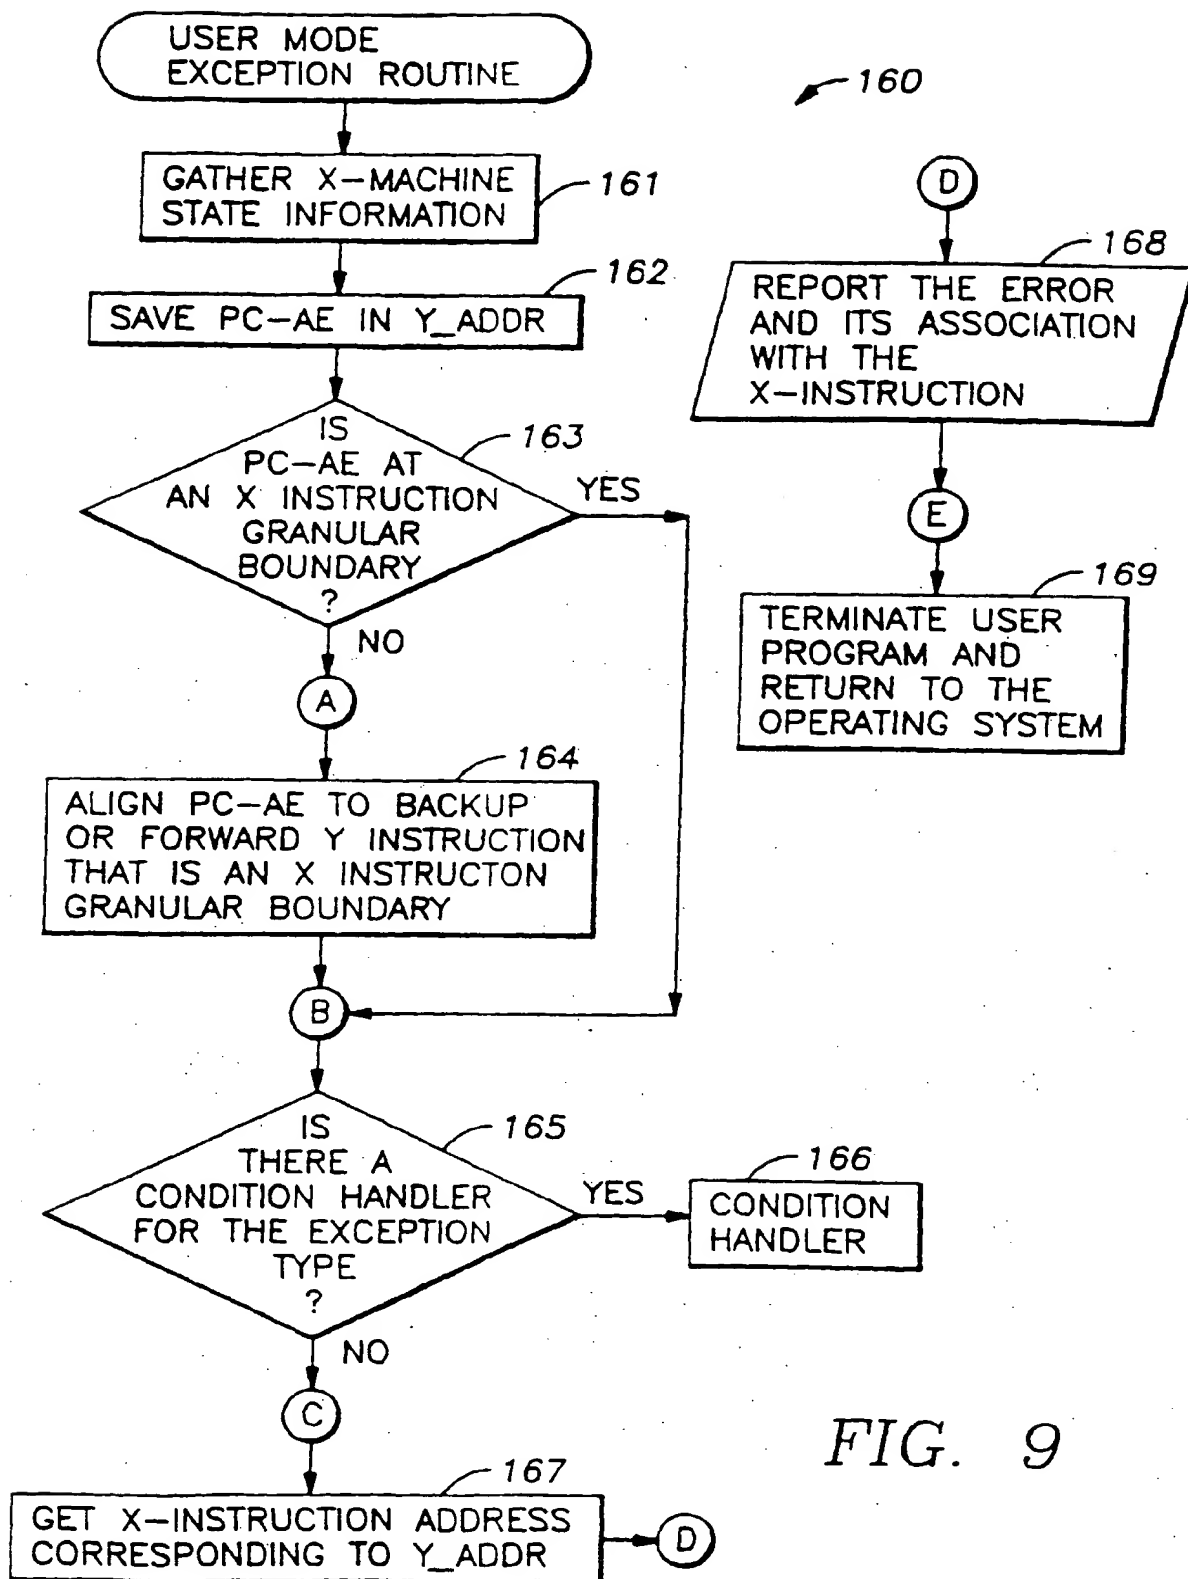 USER MODE
EXCEPTION ROUTINE
160
GATHER X-MACHINE
STATE INFORMATION
161
SAVE PC-AE IN Y_ADDR
162
IS
PC-AE AT
AN X INSTRUCTION
GRANULAR
BOUNDARY
?
163
YES
NO
A
ALIGN PC-AE TO BACKUP
OR FORWARD Y INSTRUCTION
THAT IS AN X INSTRUCTON
GRANULAR BOUNDARY
164
B
IS
THERE A
CONDITION HANDLER
FOR THE EXCEPTION
TYPE
?
165
YES
CONDITION
HANDLER
166
NO
C
GET X-INSTRUCTION ADDRESS
CORRESPONDING TO Y_ADDR
167
D
D
REPORT THE ERROR
AND ITS ASSOCIATION
WITH THE
X-INSTRUCTION
168
E
TERMINATE USER
PROGRAM AND
RETURN TO THE
OPERATING SYSTEM
169
FIG. 9